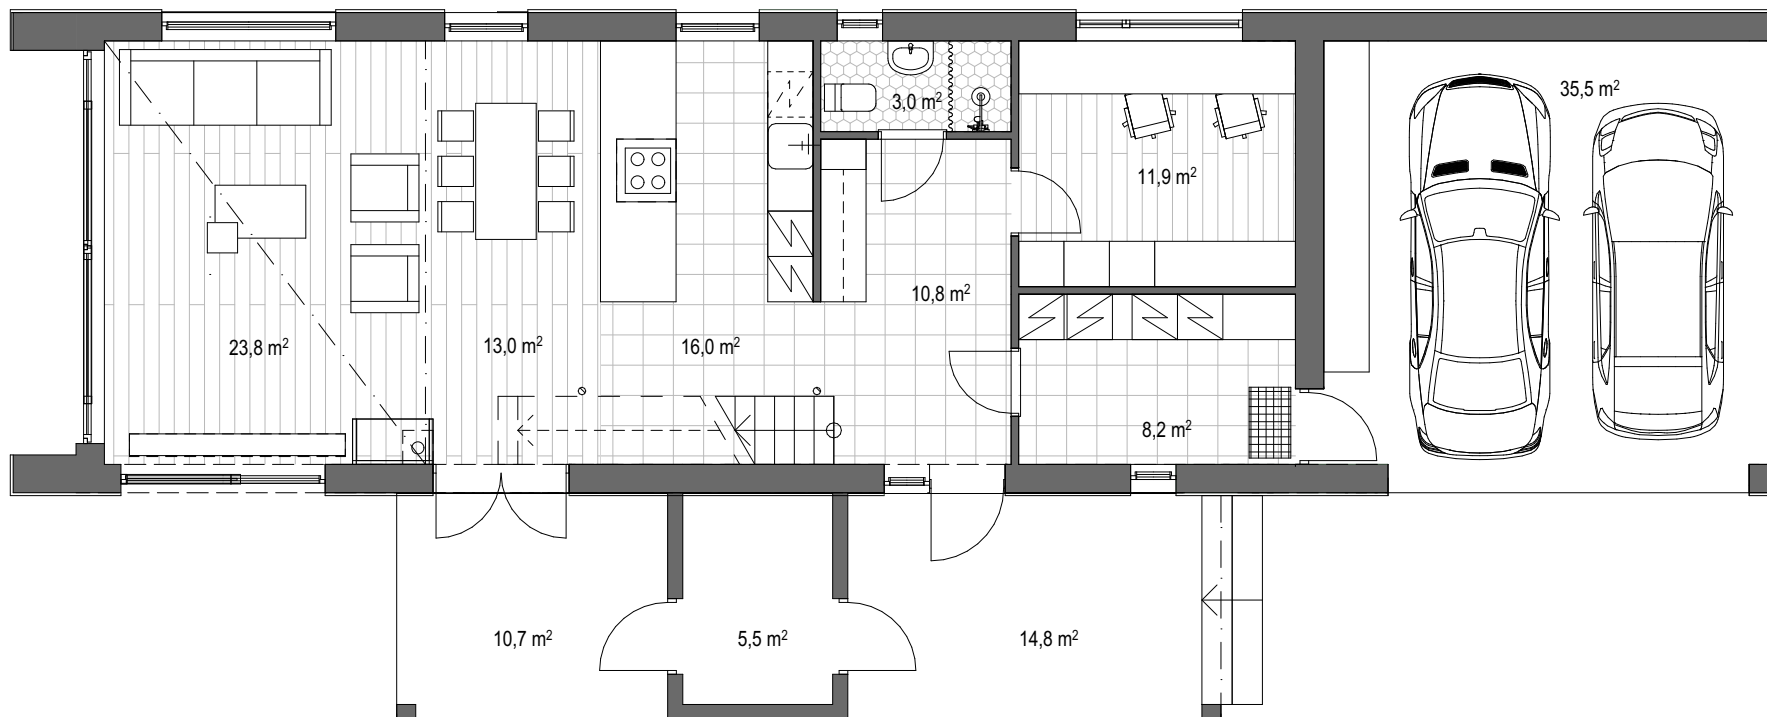 35,5 m²
3,0 m²
11,9 m²
10,8 m²
23,8 m²
13,0 m²
16,0 m²
8,2 m²
10,7 m²
5,5 m²
14,8 m²